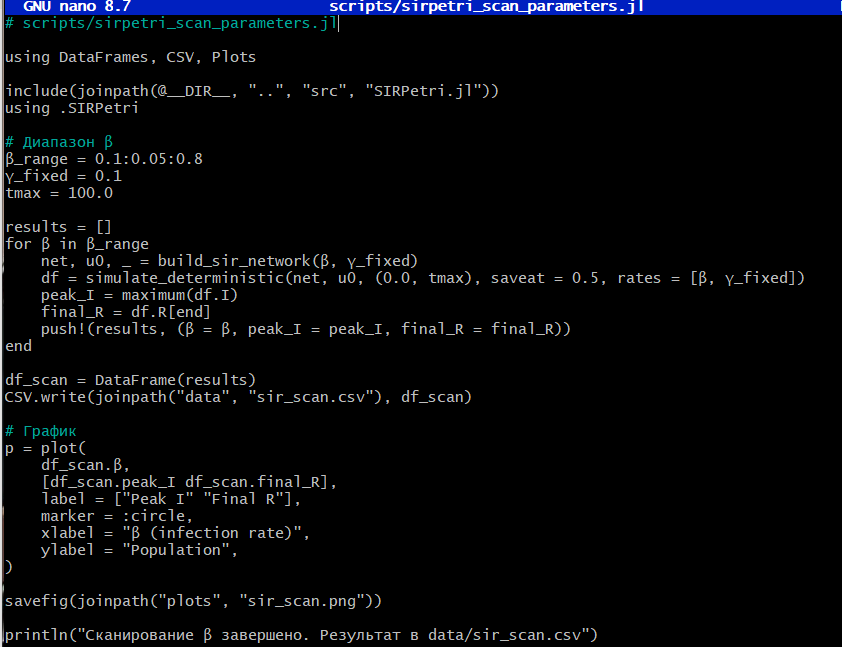 GNU nano 8.7 scripts/sirpetri_scan_parameters.jl
# scripts/sirpetri_scan_parameters.jl
using DataFrames, CSV, Plots
include(joinpath(@__DIR__, "..", "src", "SIRPetri.jl"))
using .SIRPetri
# Диапазон β
β_range = 0.1:0.05:0.8
γ_fixed = 0.1
tmax = 100.0
results = []
for β in β_range
    net, u0, _ = build_sir_network(β, γ_fixed)
    df = simulate_deterministic(net, u0, (0.0, tmax), saveat = 0.5, rates = [β, γ_fixed])
    peak_I = maximum(df.I)
    final_R = df.R[end]
    push!(results, (β = β, peak_I = peak_I, final_R = final_R))
end
df_scan = DataFrame(results)
CSV.write(joinpath("data", "sir_scan.csv"), df_scan)
# График
p = plot(
    df_scan.β,
    [df_scan.peak_I df_scan.final_R],
    label = ["Peak I" "Final R"],
    marker = :circle,
    xlabel = "β (infection rate)",
    ylabel = "Population",
)
savefig(joinpath("plots", "sir_scan.png"))
println("Сканирование β завершено. Результат в data/sir_scan.csv")